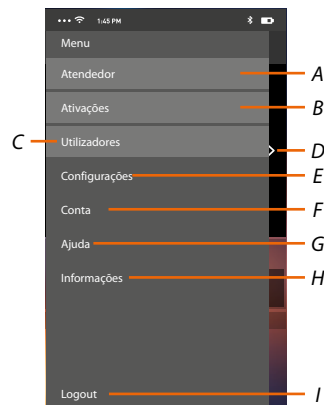 1:45 PM
Menu
Atendedor A
Ativações B
C Utilizadores
D
Configurações E
Conta F
Ajuda G
Informações H
Logout I